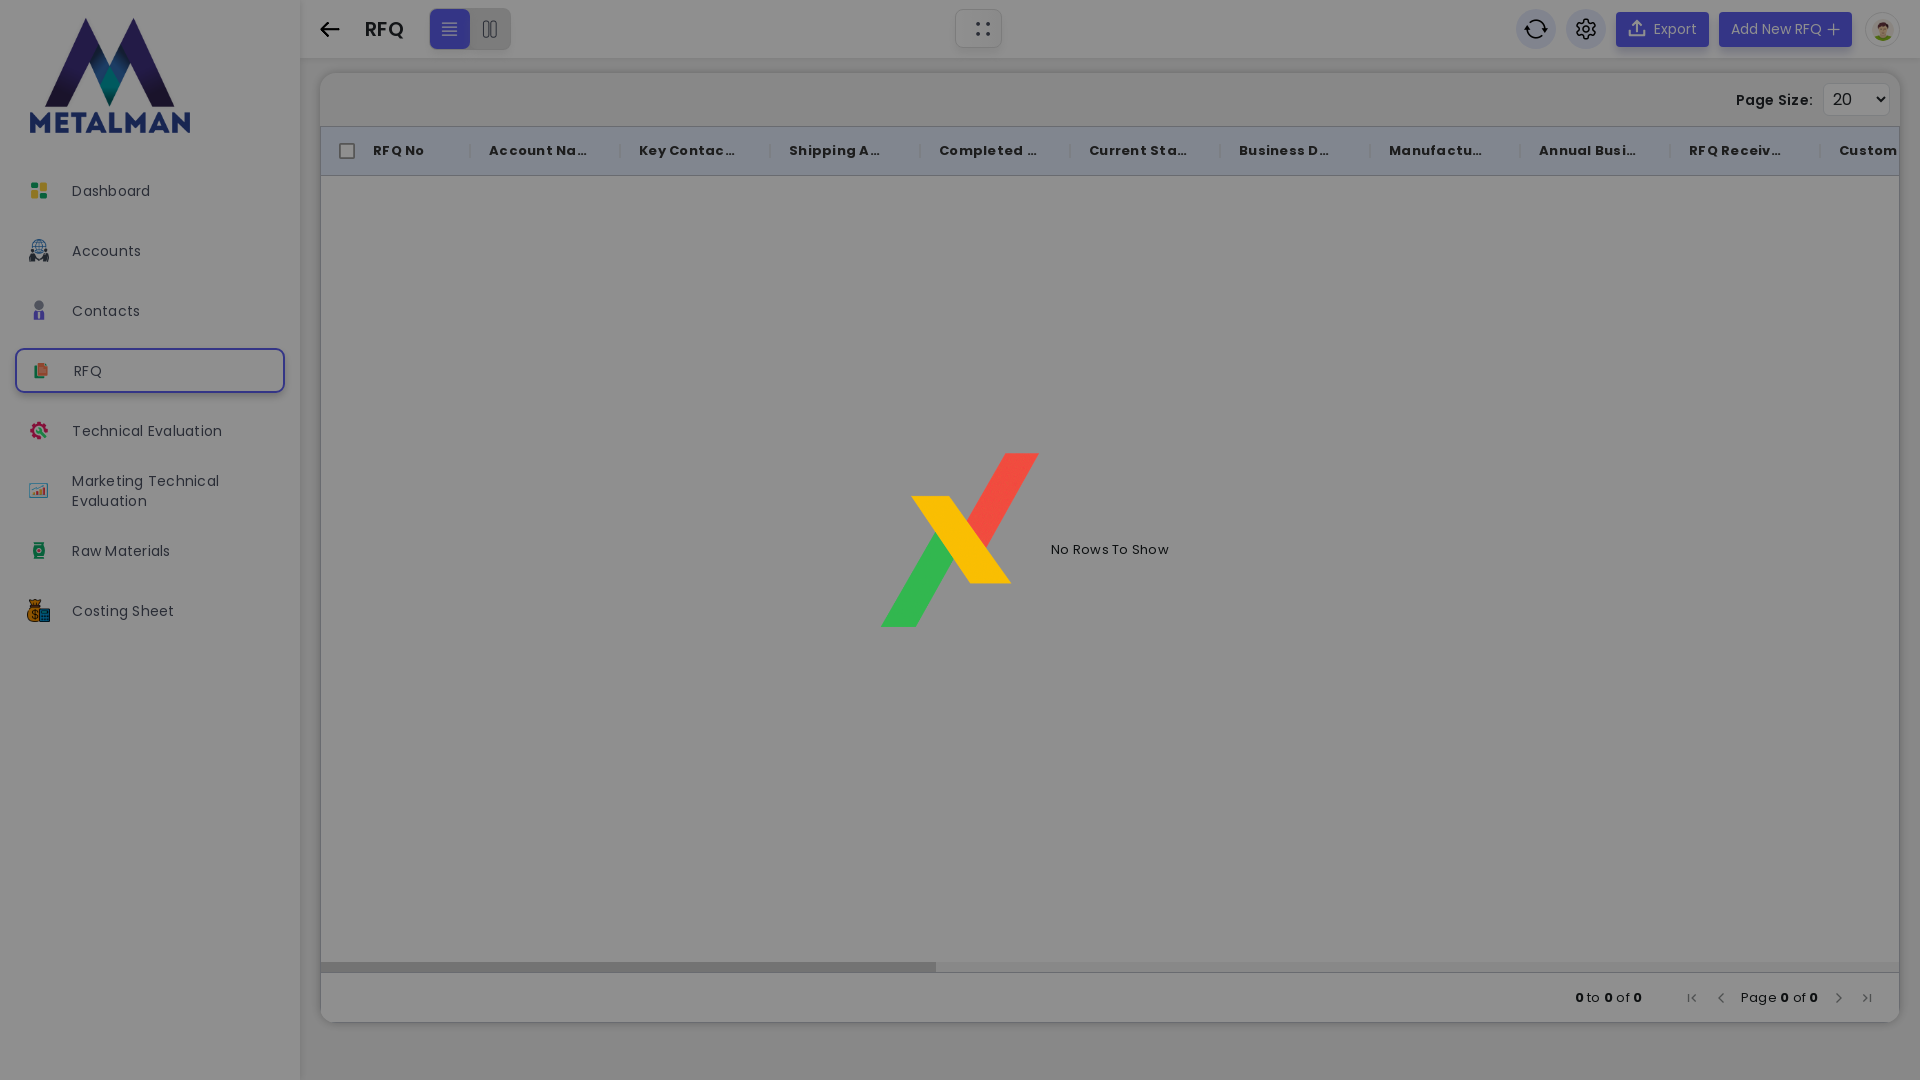 METALMAN
Dashboard
Accounts
Contacts
RFQ
Technical Evaluation
Marketing Technical
Evaluation
Raw Materials
Costing Sheet
RFQ
Export
Add New RFQ
Page Size:
20
RFQ No
Account Na...
Key Contac...
Shipping A...
Completed ...
Current Sta...
Business D...
Manufactu...
Annual Busi...
RFQ Receiv...
Custom
No Rows To Show
0 to 0 of 0
Page 0 of 0